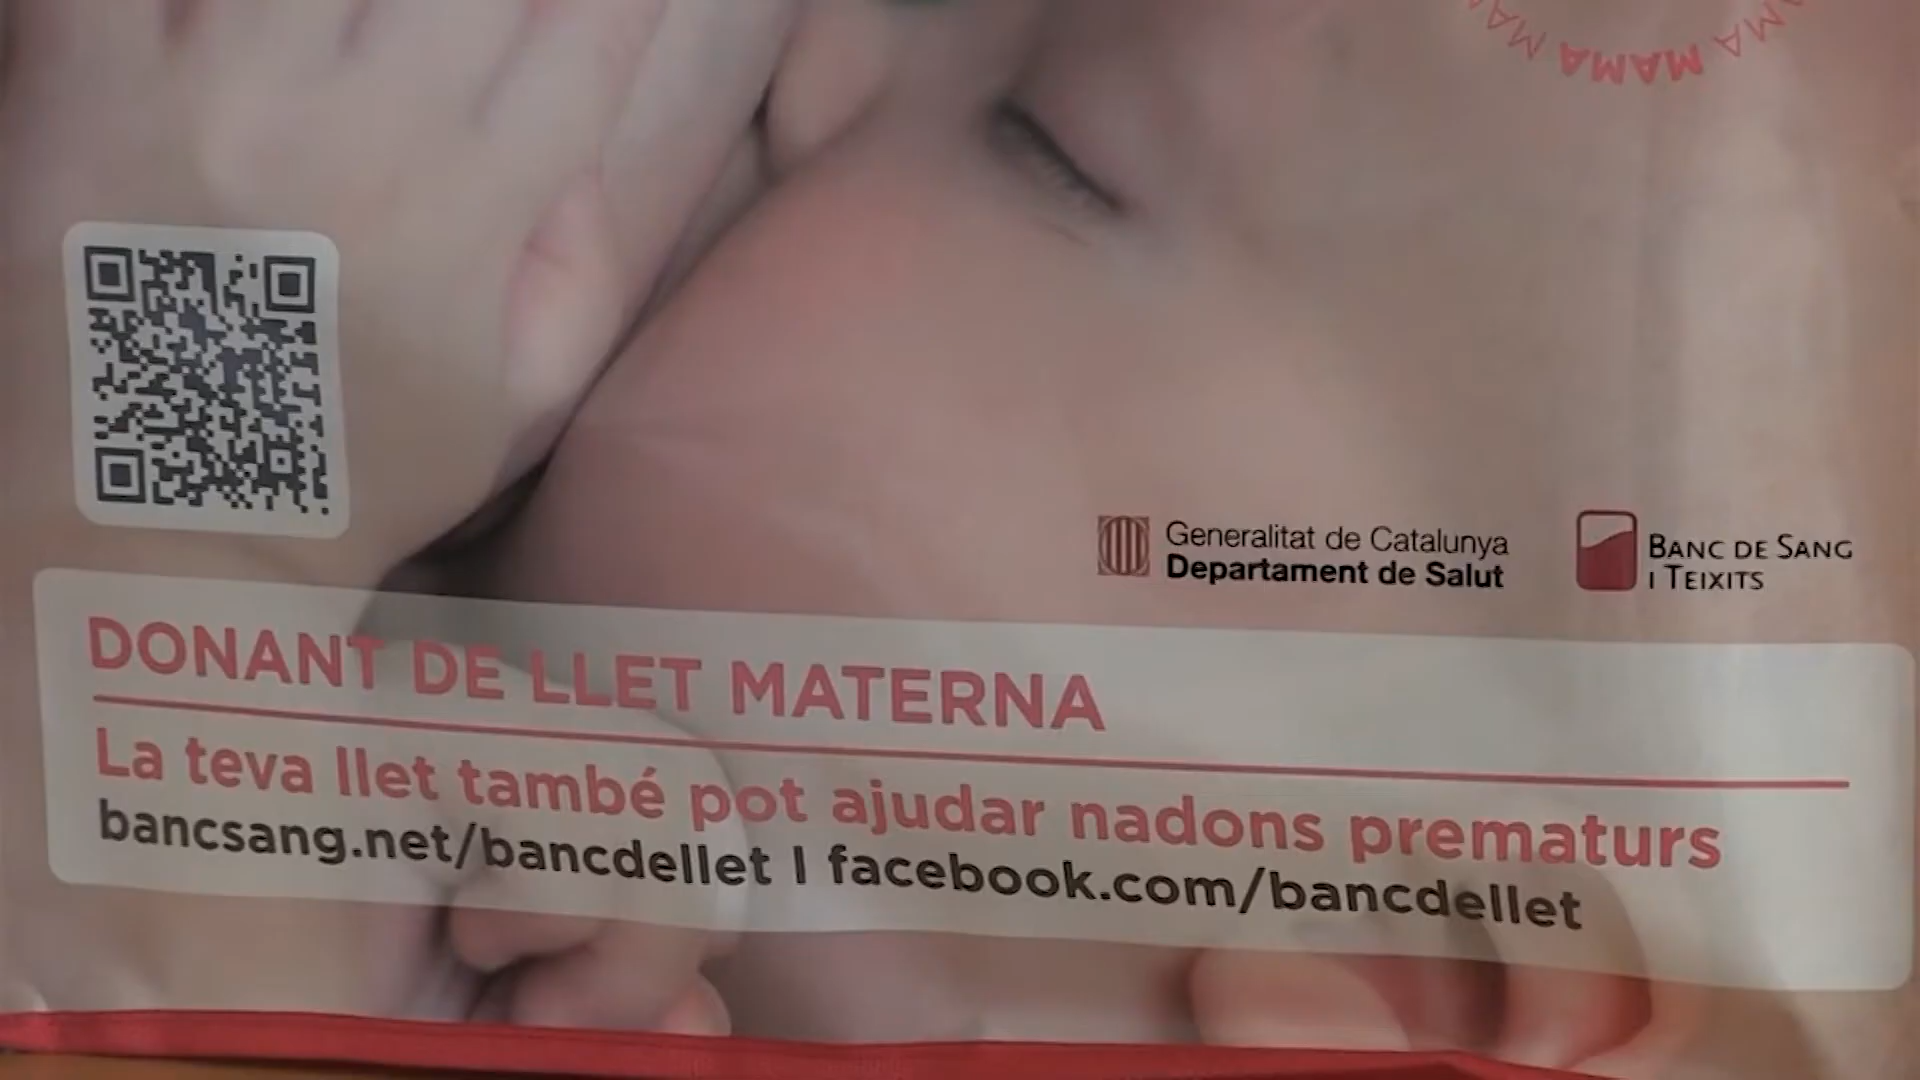 MAMA MAMA
Generalitat de Catalunya
Departament de Salut
BANC DE SANG
I TEIXITS
DONANT DE LLET MATERNA
La teva llet també pot ajudar nadons prematurs
bancsang.net/bancdellet I facebook.com/bancdellet